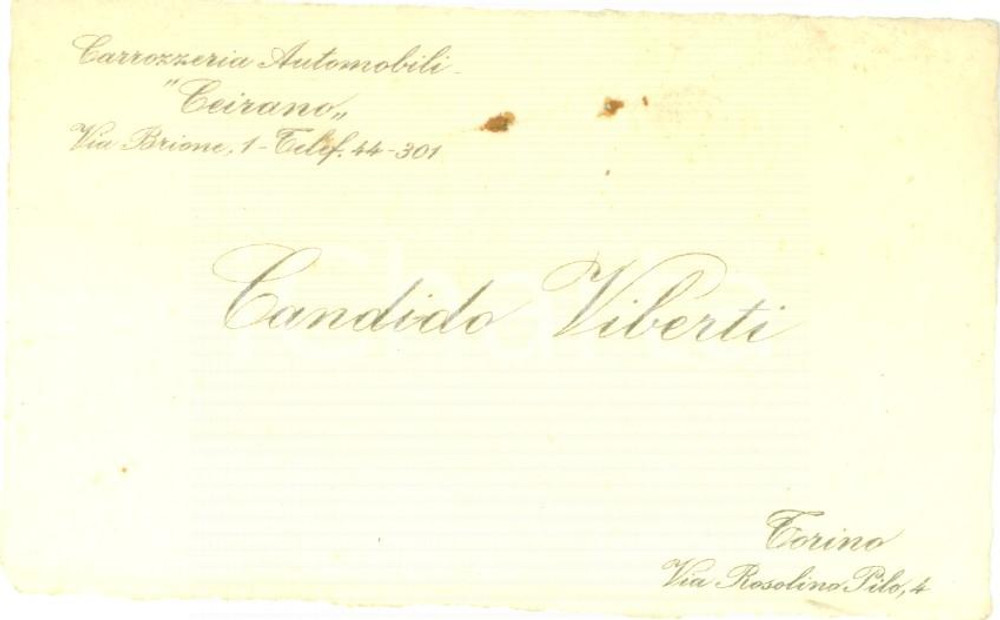 Carrozzeria Automobili
"Ceirano„
Via Brione, 1 - Telef. 44-301
Candido Viberti
Torino
Via Rosolino Pilo, 4